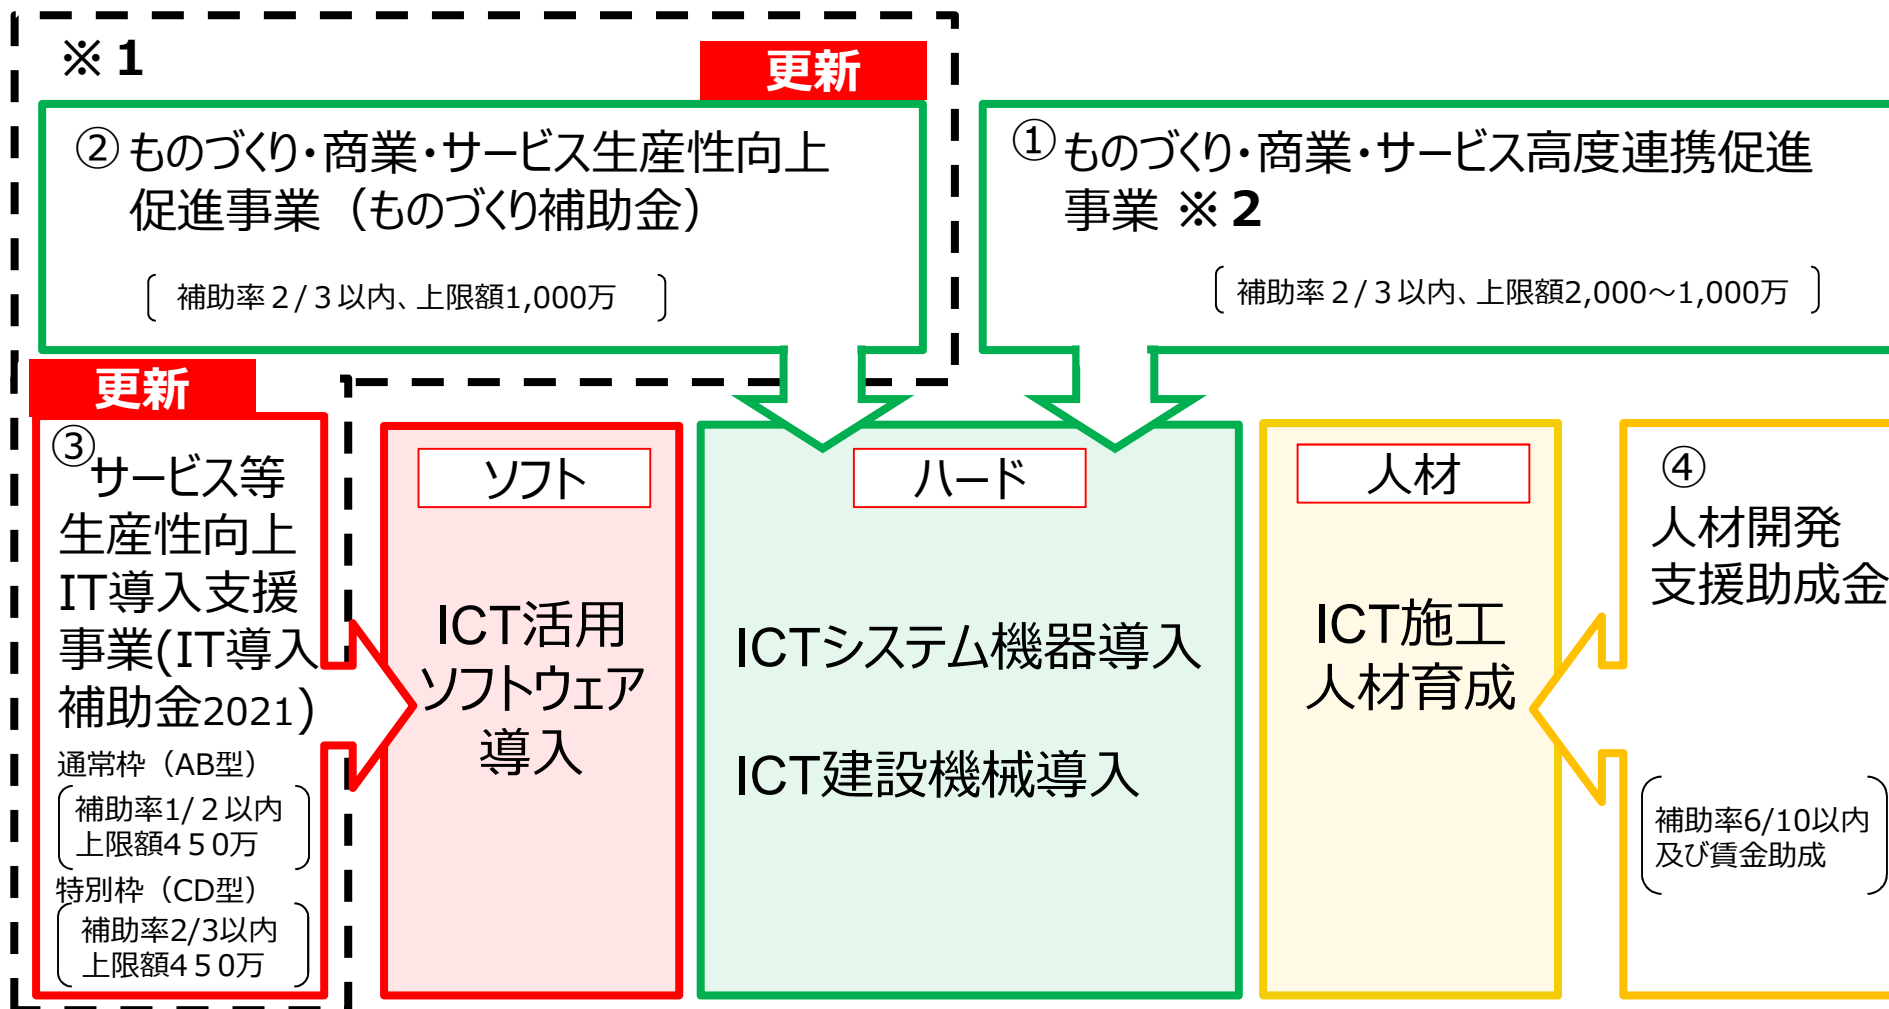 ※１
更新
②ものづくり・商業・サービス生産性向上
促進事業（ものづくり補助金）
補助率２/３以内、上限額1,000万
①ものづくり・商業・サービス高度連携促進
事業 ※２
補助率２/３以内、上限額2,000～1,000万
更新
③
サービス等
生産性向上
IT導入支援
事業(IT導入
補助金2021)
通常枠（AB型）
補助率1/２以内
上限額４５0万
特別枠（CD型）
補助率2/3以内
上限額４５0万
ソフト
ICT活用
ソフトウェア
導入
ハード
ICTシステム機器導入
ICT建設機械導入
人材
ICT施工
人材育成
④
人材開発
支援助成金
補助率6/10以内
及び賃金助成